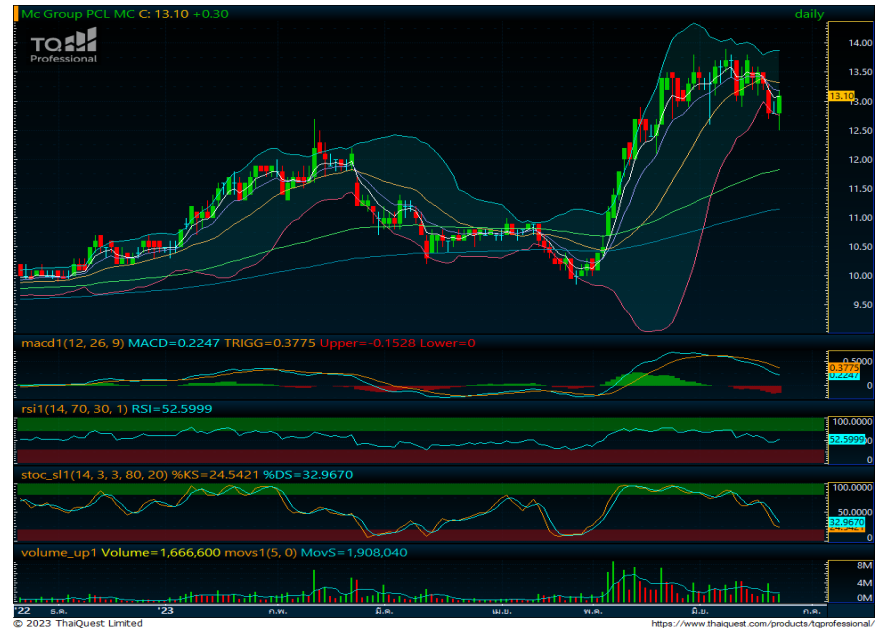 Mc Group PCL MC C: 13.10 +0.30 daily
TQ
Professional
14.00
13.50
13.10
13.00
12.50
12.00
11.50
11.00
10.50
10.00
9.50
macd1(12, 26, 9) MACD=0.2247 TRIGG=0.3775 Upper=-0.1528 Lower=0
0.5000
0.3775
0.2247
0
rsi1(14, 70, 30, 1) RSI=52.5999
100.0000
52.5999
0
stoc_sl1(14, 3, 3, 80, 20) %KS=24.5421 %DS=32.9670
100.0000
50.0000
32.9670
0
volume_up1 Volume=1,666,600 movs1(5, 0) MovS=1,908,040
8M
4M
0M
'22 ธ.ค. '23 ก.พ. มี.ค. เม.ย. พ.ค. มิ.ย. ก.ค.
© 2023 ThaiQuest Limited https://www.thaiquest.com/products/tqprofessional/